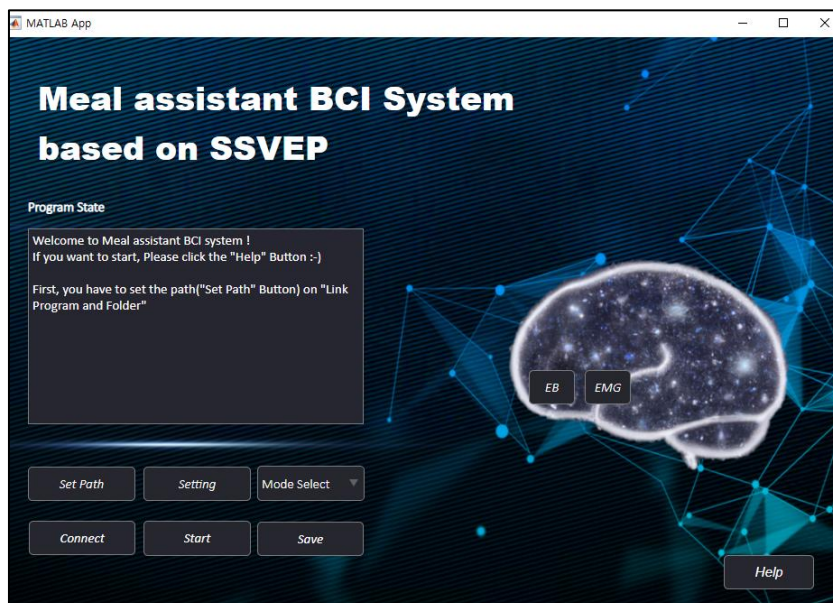 MATLAB App
Meal assistant BCI System
based on SSVEP
Program State
Welcome to Meal assistant BCI system !
If you want to start, Please click the "Help" Button :-)
First, you have to set the path("Set Path" Button) on "Link
Program and Folder"
EB
EMG
Set Path
Setting
Mode Select
Connect
Start
Save
Help